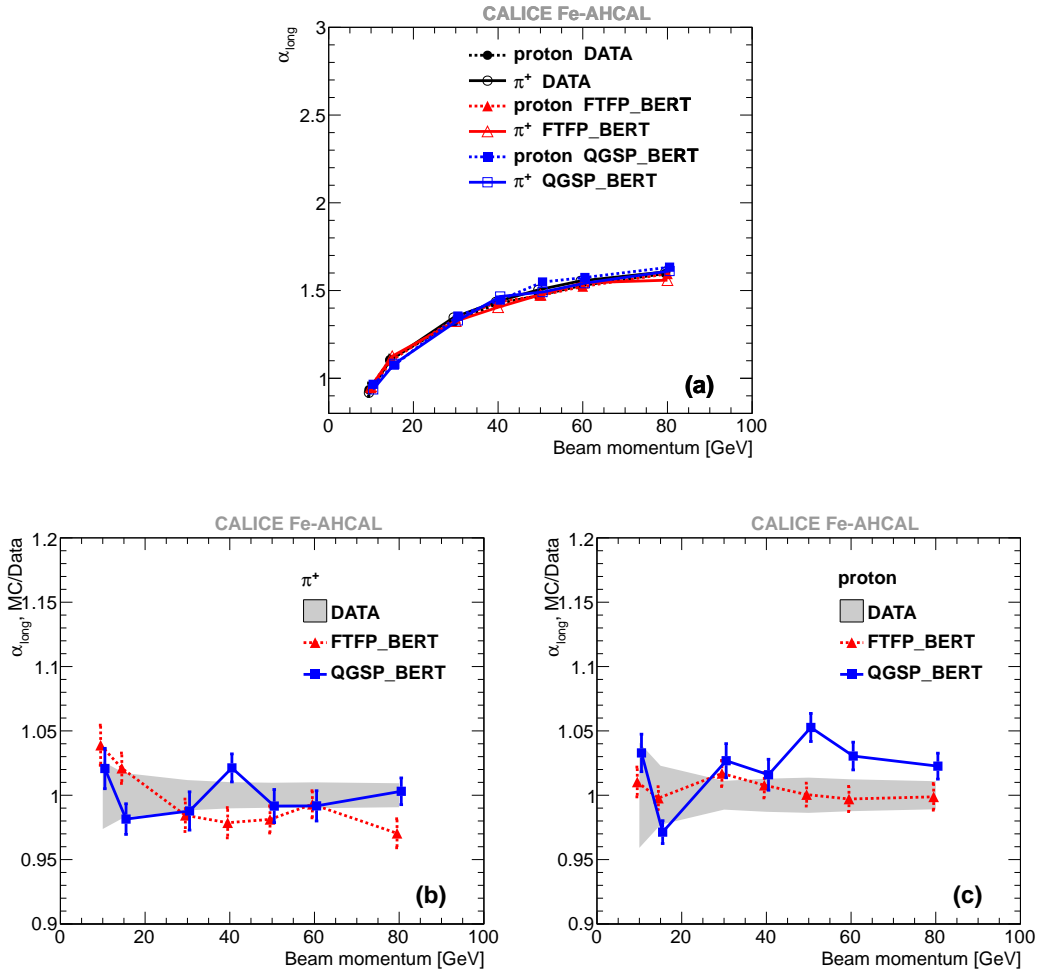 CALICE Fe-AHCAL
α_long
3
2.5
2
1.5
1
proton DATA
π⁺ DATA
proton FTFP_BERT
π⁺ FTFP_BERT
proton QGSP_BERT
π⁺ QGSP_BERT
(a)
20 40 60 80 100
Beam momentum [GeV]
CALICE Fe-AHCAL
α_long, MC/Data
1.2
1.15
1.1
1.05
1
0.95
0.9
π⁺
DATA
FTFP_BERT
QGSP_BERT
(b)
0 20 40 60 80 100
Beam momentum [GeV]
CALICE Fe-AHCAL
α_long, MC/Data
1.2
1.15
1.1
1.05
1
0.95
0.9
proton
DATA
FTFP_BERT
QGSP_BERT
(c)
0 20 40 60 80 100
Beam momentum [GeV]